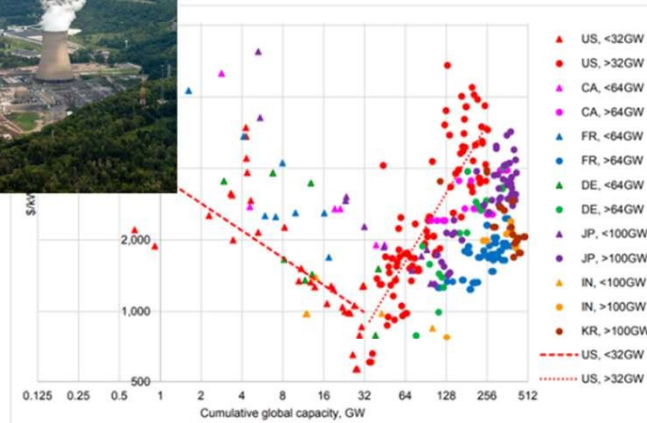 US, <32GW
US, >32GW
CA, <64GW
CA, >64GW
FR, <64GW
FR, >64GW
DE, <64GW
DE, >64GW
JP, <100GW
JP, >100GW
IN, <100GW
IN, >100GW
KR, >100GW
US, <32GW
US, >32GW
2,000
1,000
500
0.125 0.25 0.5 1 2 4 8 16 32 64 128 256 512
Cumulative global capacity, GW